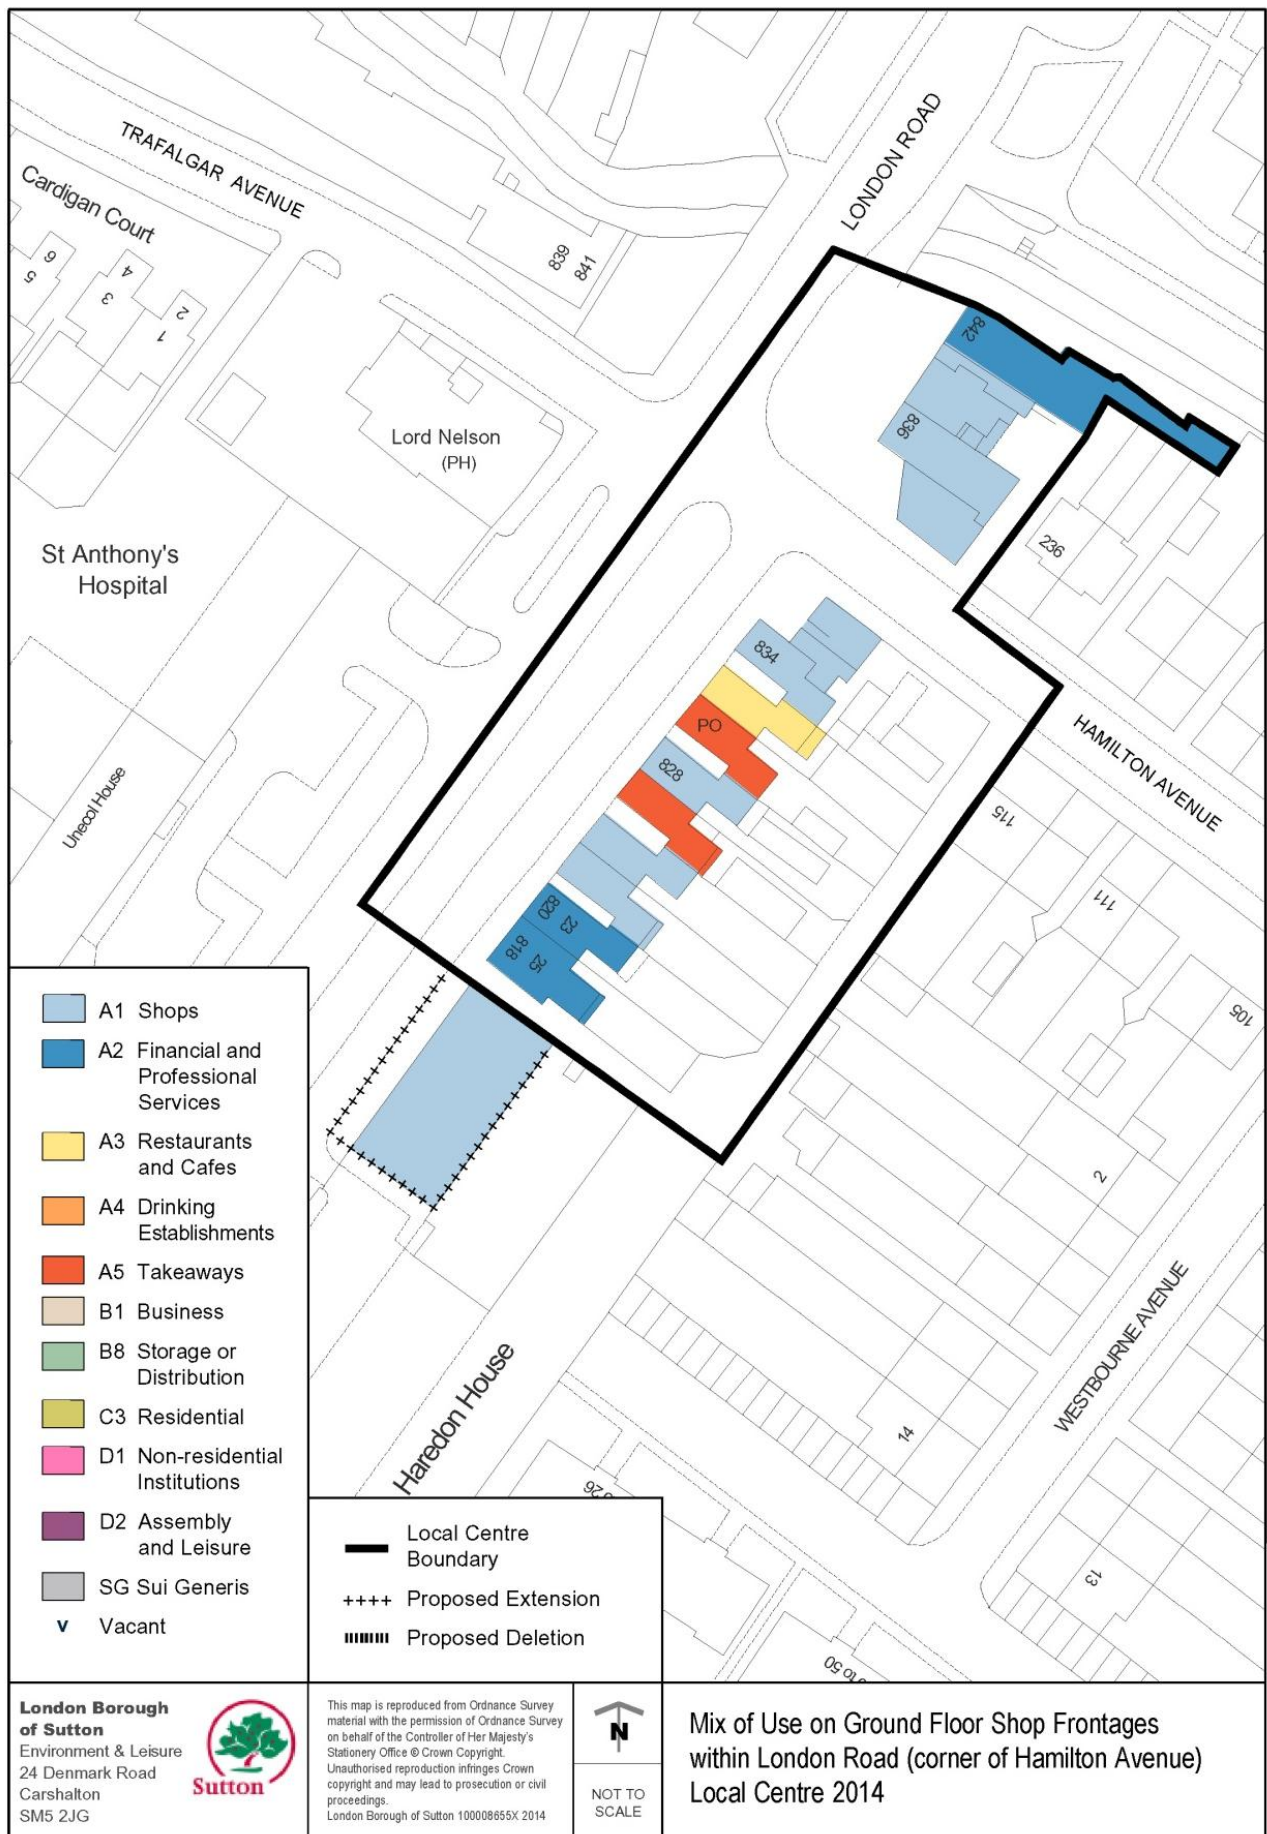 TRAFALGAR AVENUE
Cardigan Court
6
5
4
3
2
1
LONDON ROAD
839
841
842
836
Lord Nelson
(PH)
St Anthony's
Hospital
236
834
PO
828
HAMILTON AVENUE
Unecol House
115
111
105
820
23
818
25
2
WESTBOURNE AVENUE
14
13
Haredon House
A1 Shops
A2 Financial and
Professional
Services
A3 Restaurants
and Cafes
A4 Drinking
Establishments
A5 Takeaways
B1 Business
B8 Storage or
Distribution
C3 Residential
D1 Non-residential
Institutions
D2 Assembly
and Leisure
SG Sui Generis
v Vacant
Local Centre
Boundary
++++ Proposed Extension
Proposed Deletion
to 50
London Borough
of Sutton
Environment & Leisure
24 Denmark Road
Carshalton
SM5 2JG
Sutton
This map is reproduced from Ordnance Survey
material with the permission of Ordnance Survey
on behalf of the Controller of Her Majesty's
Stationery Office © Crown Copyright.
Unauthorised reproduction infringes Crown
copyright and may lead to prosecution or civil
proceedings.
London Borough of Sutton 100008655X 2014
N
NOT TO
SCALE
Mix of Use on Ground Floor Shop Frontages
within London Road (corner of Hamilton Avenue)
Local Centre 2014